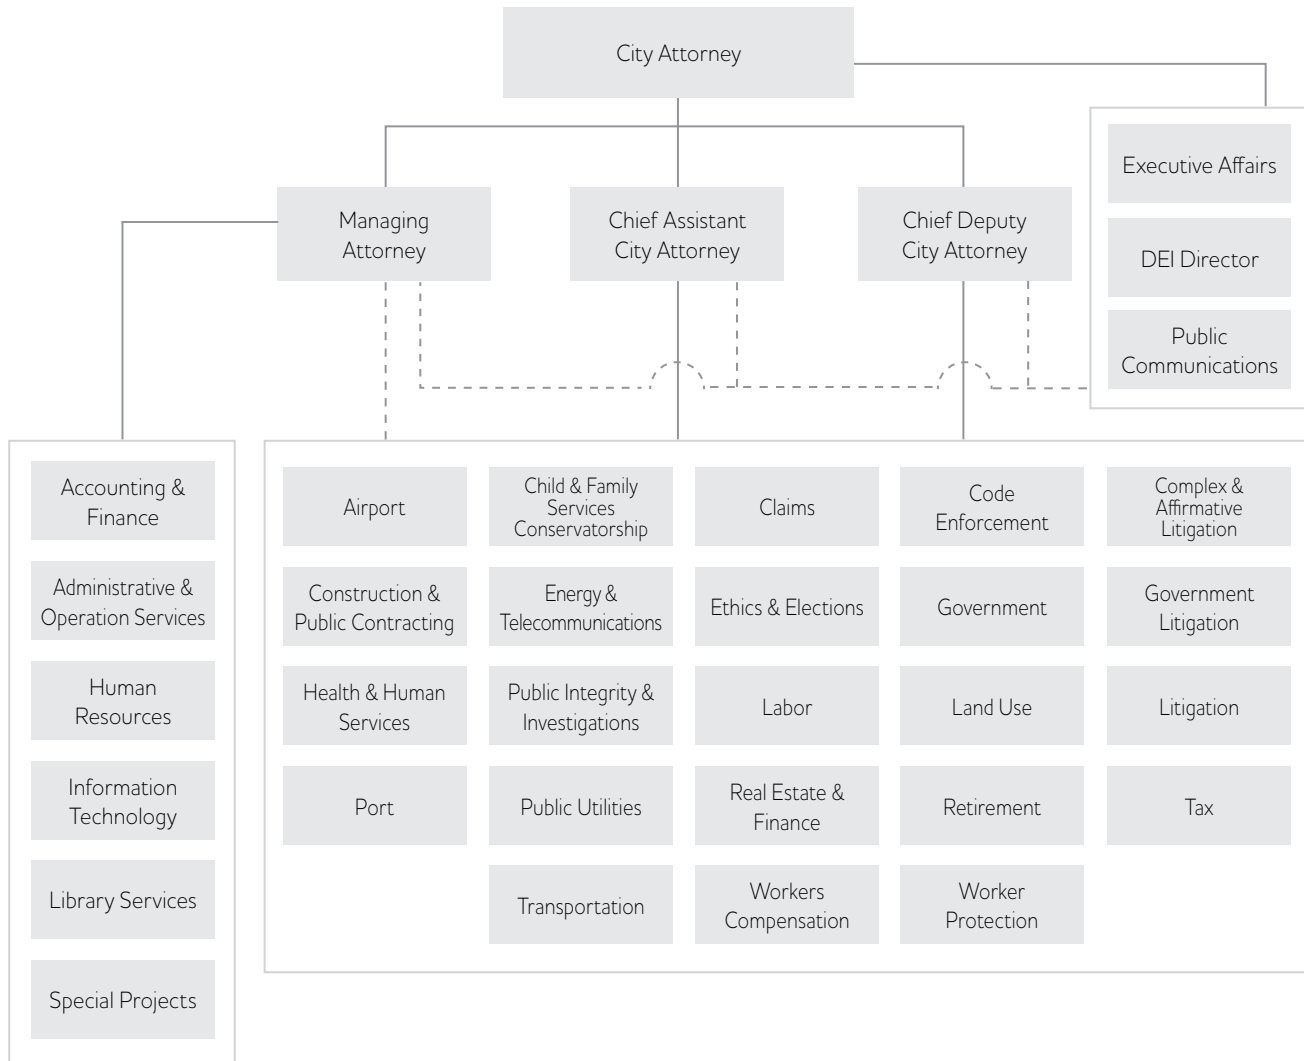 City Attorney
Executive Affairs
DEI Director
Public
Communications
Managing
Attorney
Chief Assistant
City Attorney
Chief Deputy
City Attorney
Accounting &
Finance
Administrative &
Operation Services
Human
Resources
Information
Technology
Library Services
Special Projects
Airport
Child & Family
Services
Conservatorship
Claims
Code
Enforcement
Complex &
Affirmative
Litigation
Construction &
Public Contracting
Energy &
Telecommunications
Ethics & Elections
Government
Government
Litigation
Health & Human
Services
Public Integrity &
Investigations
Labor
Land Use
Litigation
Port
Public Utilities
Real Estate &
Finance
Retirement
Tax
Transportation
Workers
Compensation
Worker
Protection